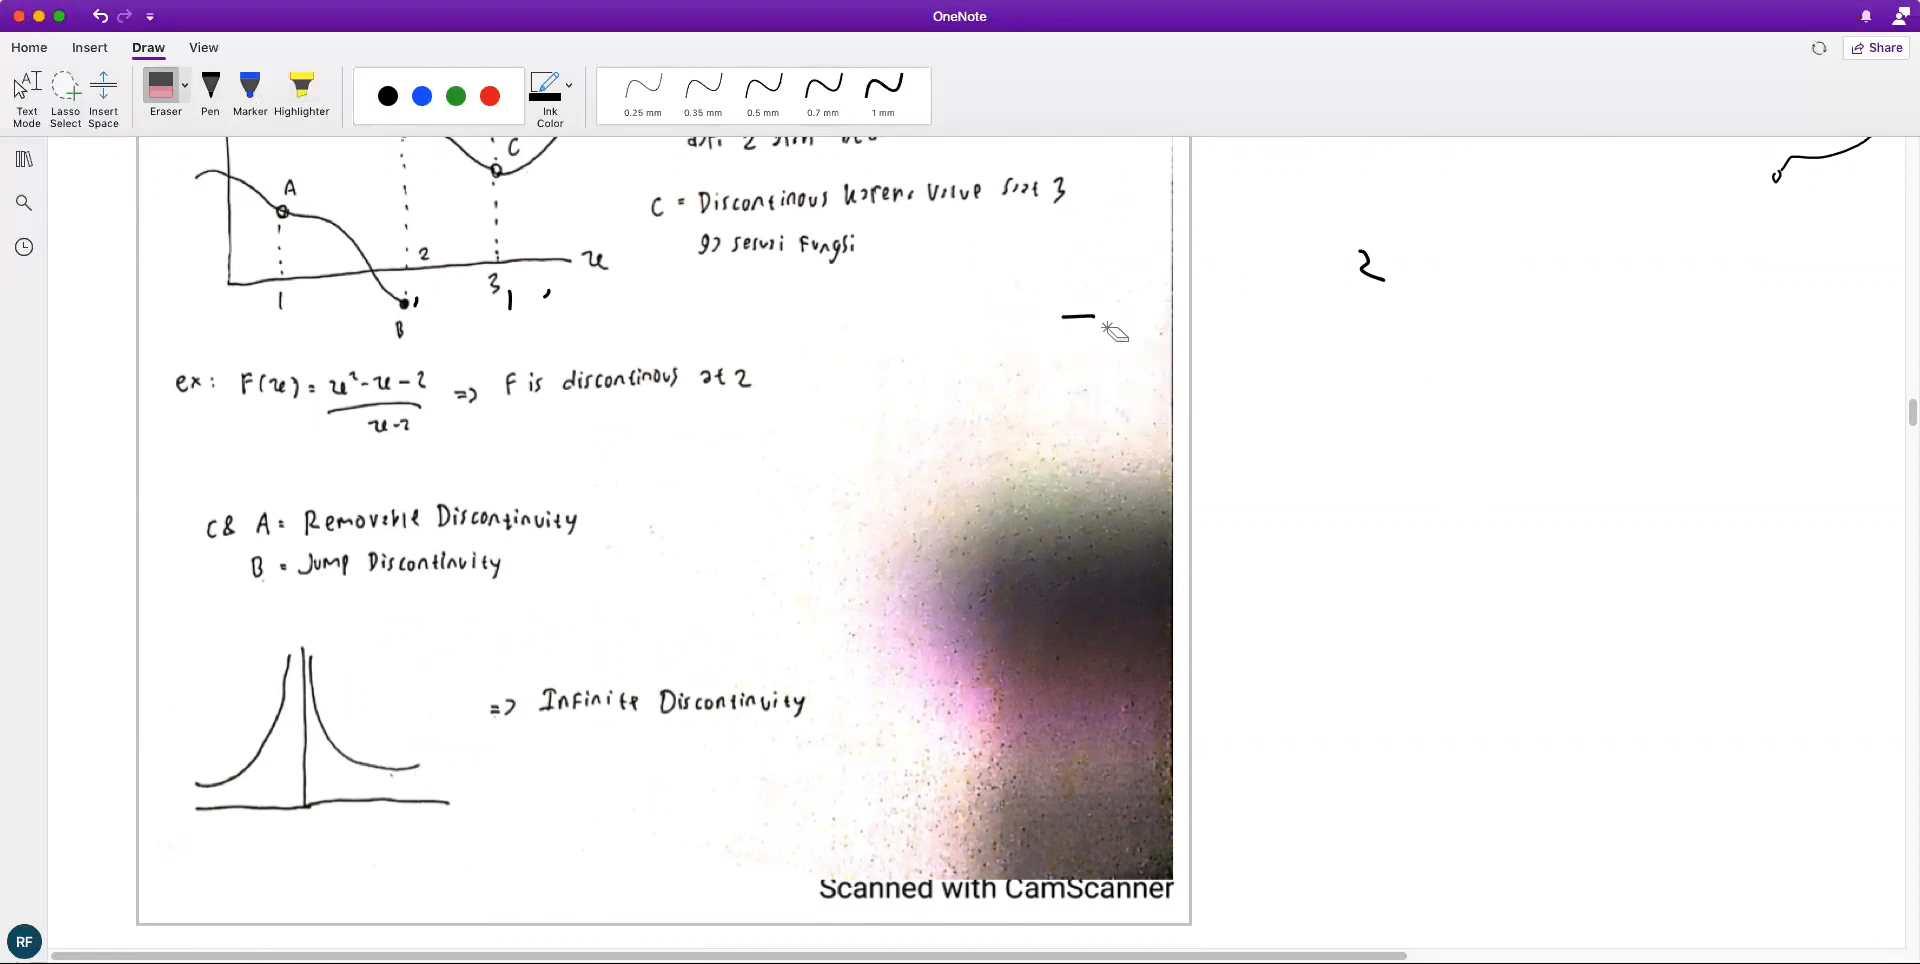 OneNote
Home Insert Draw View
Share
Text Mode
Lasso Select
Insert Space
Eraser
Pen
Marker
Highlighter
Ink Color
0.25 mm 0.35 mm 0.5 mm 0.7 mm 1 mm
C
A
C = Discontinous karena value saat 3
g) sesuai fungsi
2
x
1
3
B
2
ex: F(x) = x²-x-2 => F is discontinous at 2
x-2
C & A = Removable Discontinuity
B = Jump Discontinuity
=> Infinite Discontinuity
Scanned with CamScanner
RF